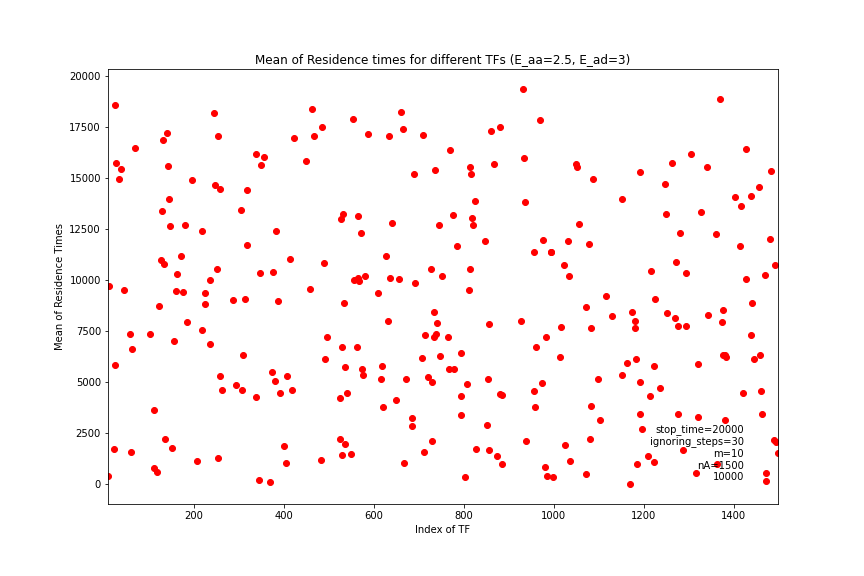 Mean of Residence times for different TFs (E_aa=2.5, E_ad=3)
20000
17500
15000
12500
10000
7500
5000
2500
0
Mean of Residence Times
stop_time=20000
ignoring_steps=30
m=10
nA=1500
10000
200
400
600
800
1000
1200
1400
Index of TF